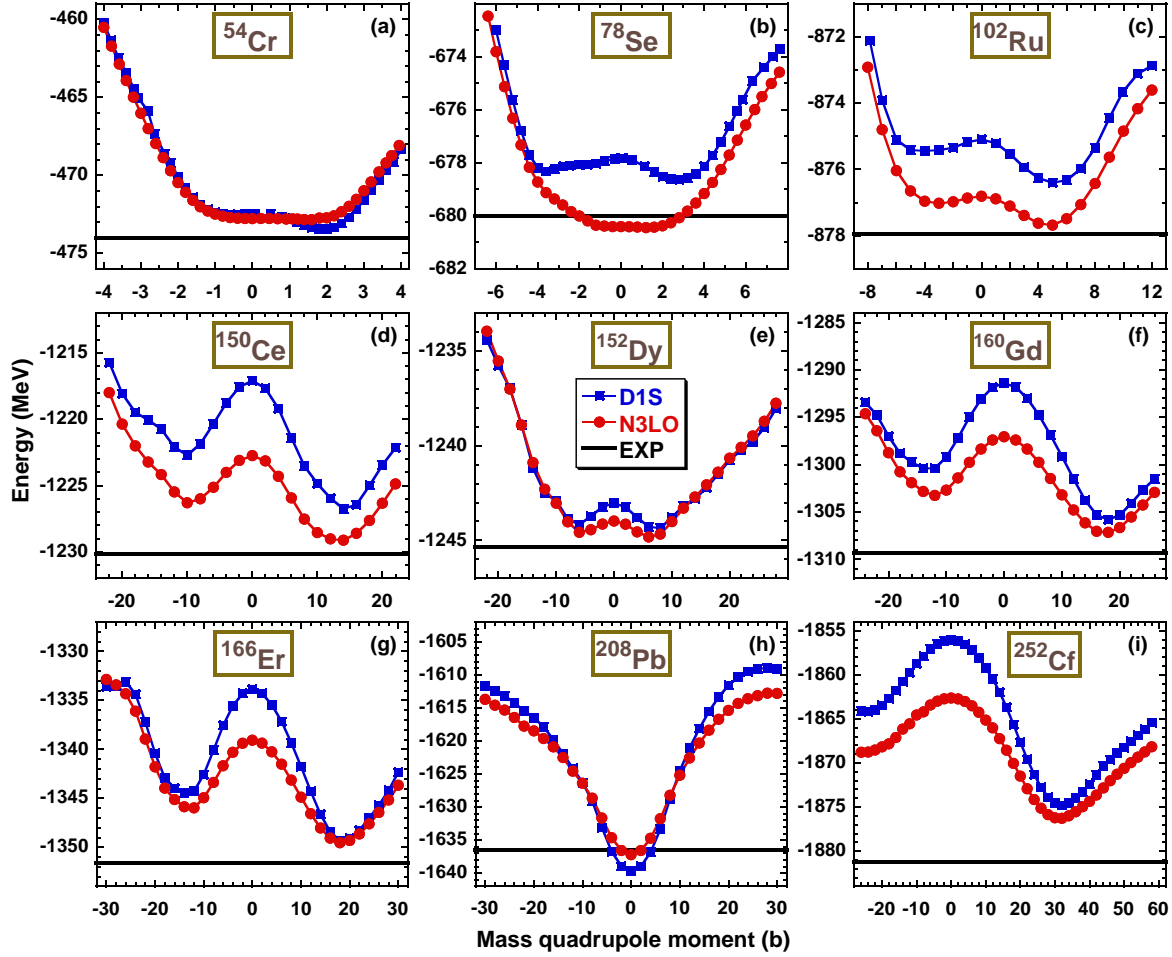 54Cr (a)
-460
-465
-470
-475
-4 -3 -2 -1 0 1 2 3 4
78Se (b)
-674
-676
-678
-680
-682
-6 -4 -2 0 2 4 6
102Ru (c)
-872
-874
-876
-878
-8 -4 0 4 8 12
Energy (MeV)
150Ce (d)
-1215
-1220
-1225
-1230
-20 -10 0 10 20
152Dy (e)
-1235
-1240
-1245
D1S
N3LO
EXP
-20 -10 0 10 20
160Gd (f)
-1285
-1290
-1295
-1300
-1305
-1310
-20 -10 0 10 20
166Er (g)
-1330
-1335
-1340
-1345
-1350
-30 -20 -10 0 10 20 30
208Pb (h)
-1605
-1610
-1615
-1620
-1625
-1630
-1635
-1640
-30 -20 -10 0 10 20 30
252Cf (i)
-1855
-1860
-1865
-1870
-1875
-1880
-20 -10 0 10 20 30 40 50 60
Mass quadrupole moment (b)